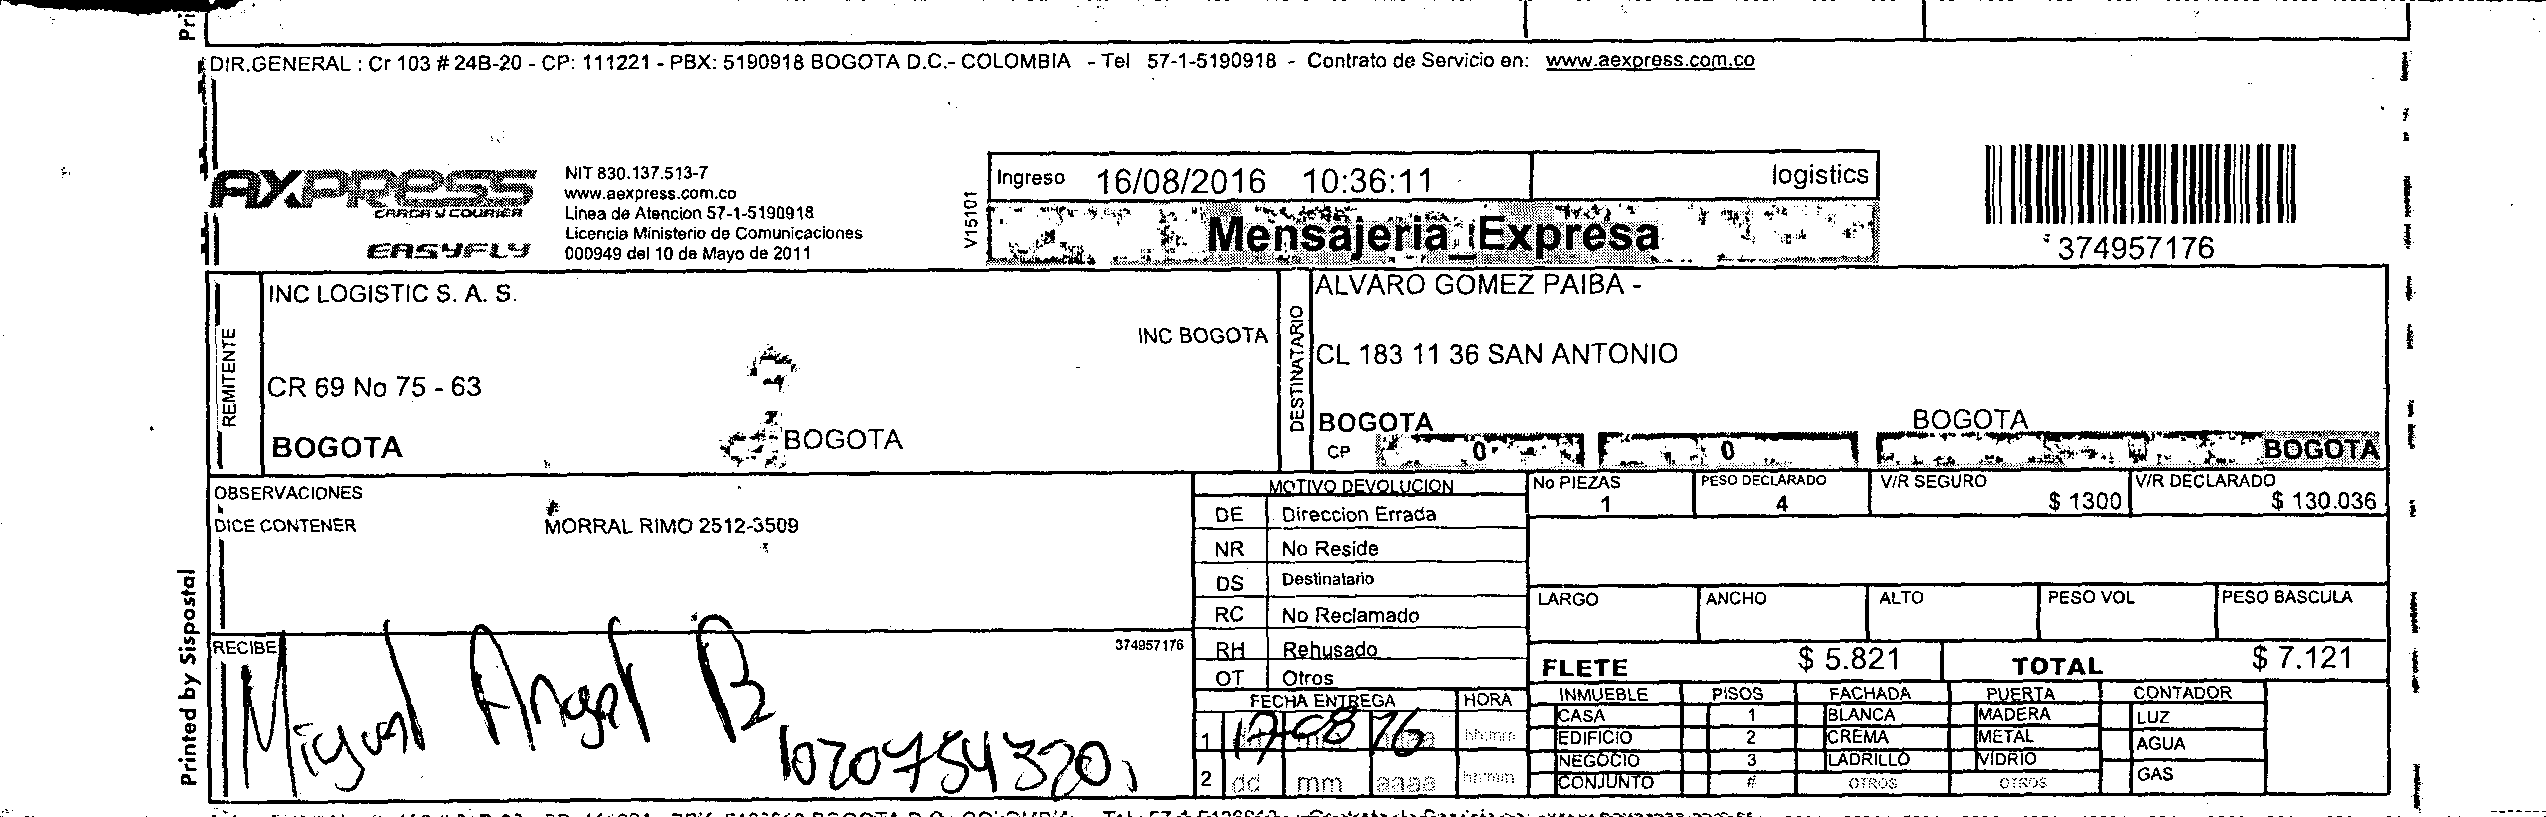 DIR.GENERAL : Cr 103 # 24B-20 - CP: 111221 - PBX: 5190918 BOGOTA D.C.- COLOMBIA - Tel 57-1-5190918 - Contrato de Servicio en: www.aexpress.com.co
AXPRESS
CARGA Y COURIER
EASYFLY
NIT 830.137.513-7
www.aexpress.com.co
Linea de Atencion 57-1-5190918
Licencia Ministerio de Comunicaciones
000949 del 10 de Mayo de 2011
V15101
Ingreso 16/08/2016 10:36:11 logistics
Mensajeria_Expresa
374957176
REMITENTE
INC LOGISTIC S. A. S.
INC BOGOTA
CR 69 No 75 - 63
BOGOTA BOGOTA
DESTINATARIO
ALVARO GOMEZ PAIBA -
CL 183 11 36 SAN ANTONIO
BOGOTA BOGOTA
CP 0 0 BOGOTA
OBSERVACIONES
DICE CONTENER MORRAL RIMO 2512-3509
MOTIVO DEVOLUCION
DE Direccion Errada
NR No Reside
DS Destinatario
RC No Reclamado
RH Rehusado
OT Otros
No PIEZAS 1
PESO DECLARADO 4
V/R SEGURO $ 1300
V/R DECLARADO $ 130.036
LARGO ANCHO ALTO PESO VOL PESO BASCULA
FLETE $ 5.821 TOTAL $ 7.121
Printed by Sispostal
RECIBE
374957176
Miguel Angel B
1020754320
FECHA ENTREGA HORA
1 17 08 16 hh:mm
2 dd mm aaaa hh:mm
INMUEBLE PISOS FACHADA PUERTA CONTADOR
CASA 1 BLANCA MADERA LUZ
EDIFICIO 2 CREMA METAL AGUA
NEGOCIO 3 LADRILLO VIDRIO GAS
CONJUNTO # OTROS OTROS